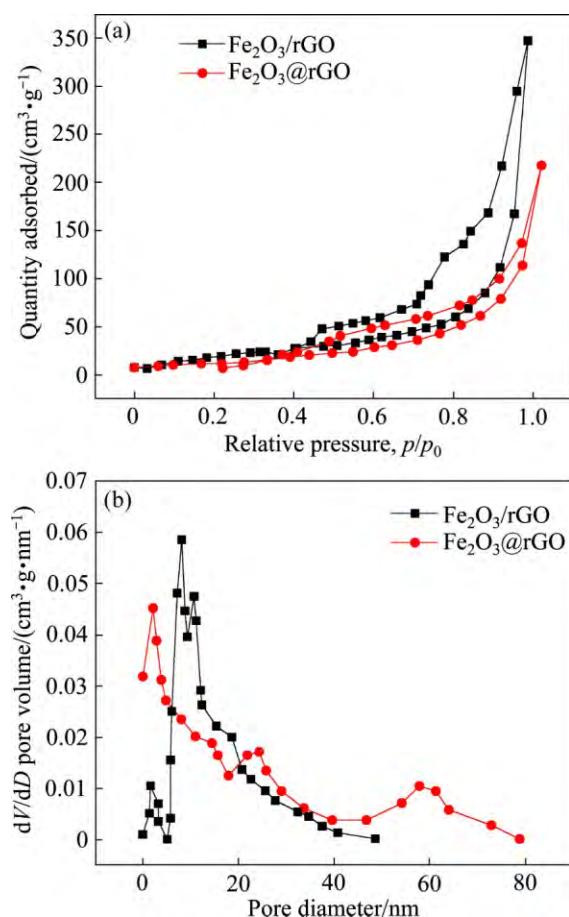 (a)
Fe₂O₃/rGO
Fe₂O₃@rGO
350
300
250
200
150
100
50
0
Quantity adsorbed/(cm³•g⁻¹)
0 0.2 0.4 0.6 0.8 1.0
Relative pressure, p/p₀
(b)
Fe₂O₃/rGO
Fe₂O₃@rGO
0.07
0.06
0.05
0.04
0.03
0.02
0.01
0
dV/dD pore volume/(cm³•g•nm⁻¹)
0 20 40 60 80
Pore diameter/nm